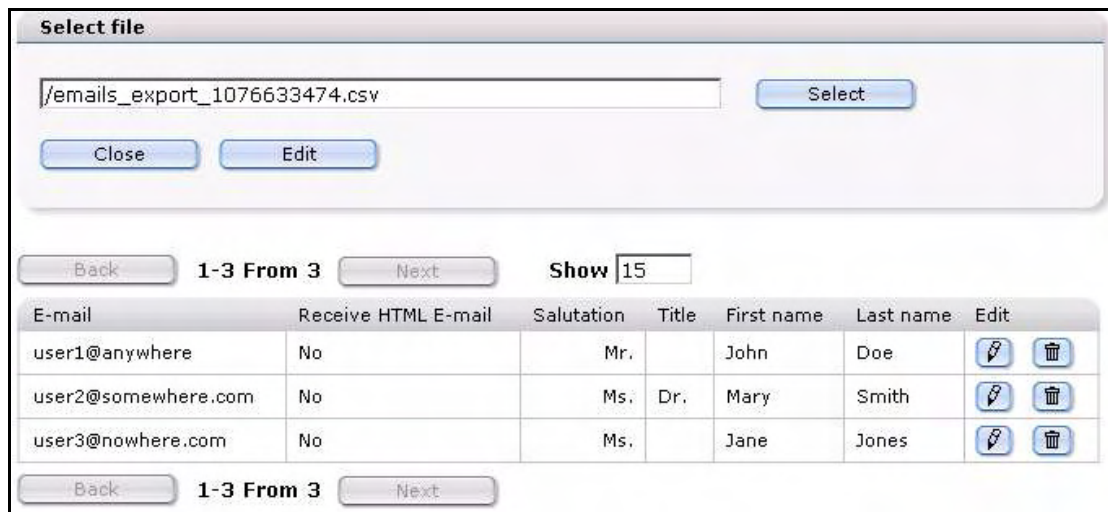 Select file
/emails_export_1076633474.csv Select
Close Edit
Back 1-3 From 3 Next Show 15
E-mail Receive HTML E-mail Salutation Title First name Last name Edit
user1@anywhere No Mr. John Doe
user2@somewhere.com No Ms. Dr. Mary Smith
user3@nowhere.com No Ms. Jane Jones
Back 1-3 From 3 Next